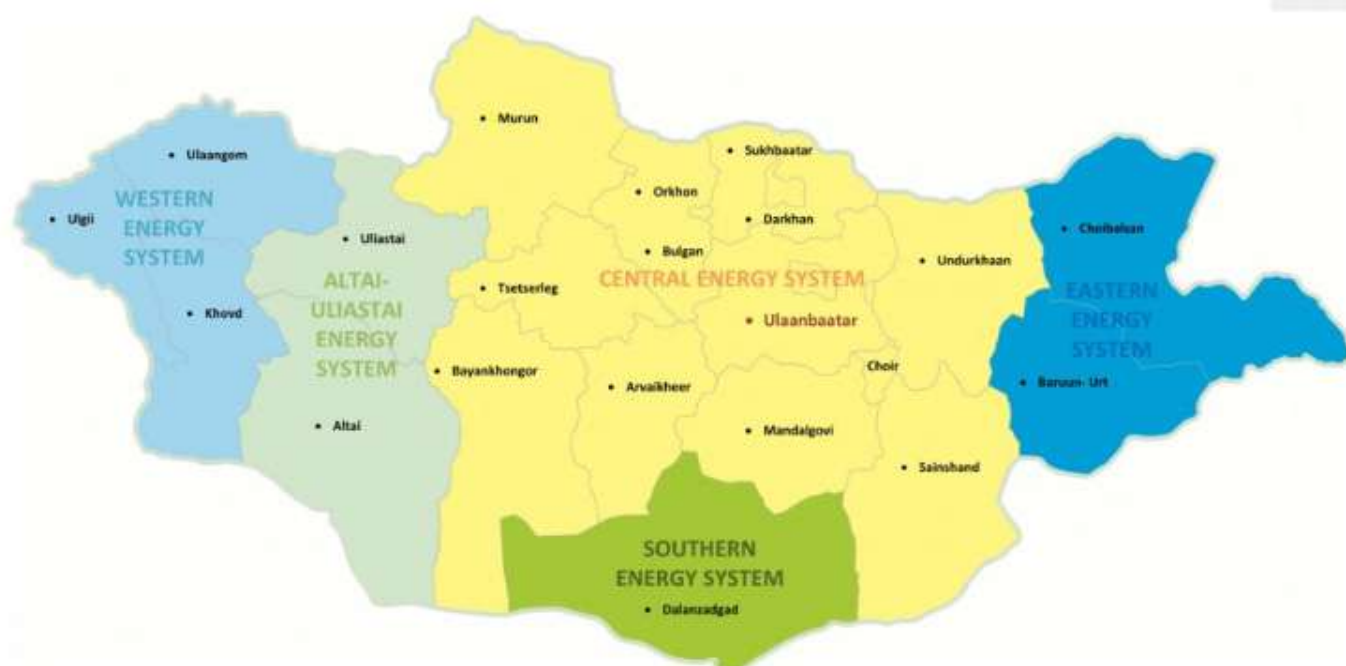 Murun
Sukhbaatar
Ulaangom
Orkhon
WESTERN
ENERGY
SYSTEM
Ulgii
Darkhan
Choibalsan
Uliastai
Bulgan
Undurkhaan
CENTRAL ENERGY SYSTEM
ALTAI-
ULIASTAI
ENERGY
SYSTEM
Tsetserleg
EASTERN
ENERGY
SYSTEM
Khovd
Ulaanbaatar
Choir
Bayankhongor
Arvaikheer
Baruun- Urt
Altai
Mandalgovi
Sainshand
SOUTHERN
ENERGY SYSTEM
Dalanzadgad